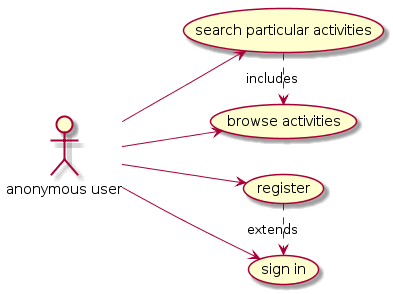 search particular activities
includes
browse activities
anonymous user
register
extends
sign in